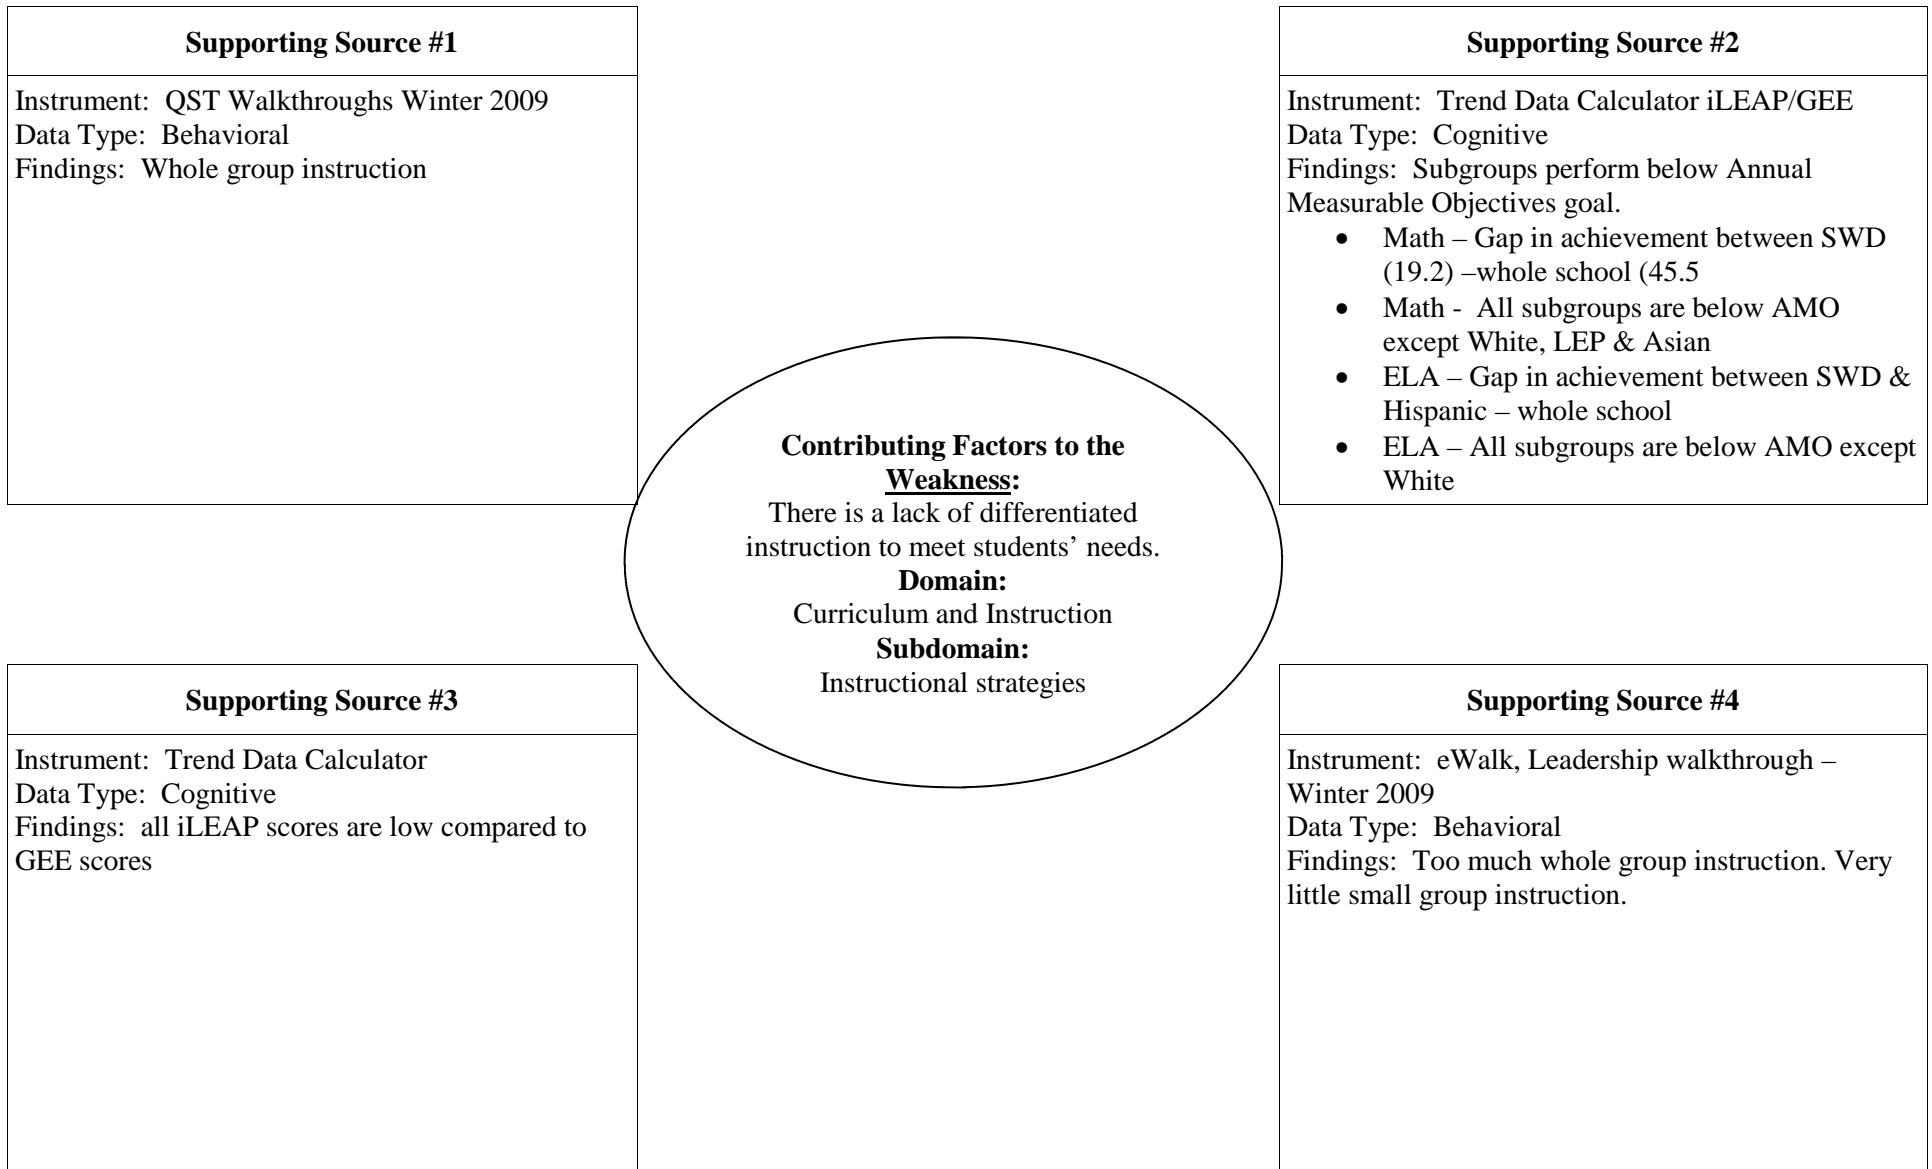 Supporting Source #1
Instrument:  QST Walkthroughs Winter 2009
Data Type:  Behavioral
Findings:  Whole group instruction
Supporting Source #2
Instrument:  Trend Data Calculator iLEAP/GEE
Data Type:  Cognitive
Findings:  Subgroups perform below Annual
Measurable Objectives goal.
• Math – Gap in achievement between SWD
(19.2) –whole school (45.5
• Math -  All subgroups are below AMO
except White, LEP & Asian
• ELA – Gap in achievement between SWD &
Hispanic – whole school
• ELA – All subgroups are below AMO except
White
Contributing Factors to the
Weakness:
There is a lack of differentiated
instruction to meet students’ needs.
Domain:
Curriculum and Instruction
Subdomain:
Instructional strategies
Supporting Source #3
Instrument:  Trend Data Calculator
Data Type:  Cognitive
Findings:  all iLEAP scores are low compared to
GEE scores
Supporting Source #4
Instrument:  eWalk, Leadership walkthrough –
Winter 2009
Data Type:  Behavioral
Findings:  Too much whole group instruction. Very
little small group instruction.